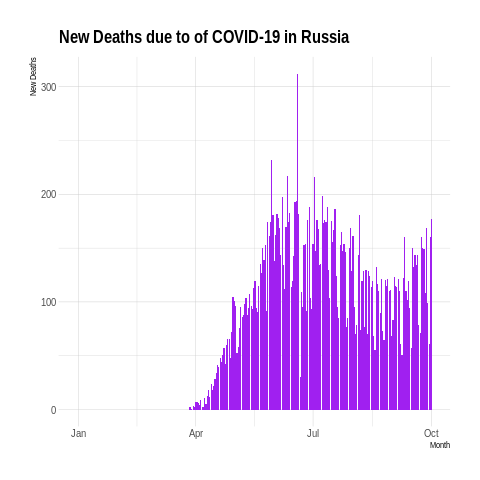 New Deaths due to of COVID-19 in Russia
New Deaths
300
200
100
0
Jan Apr Jul Oct
Month